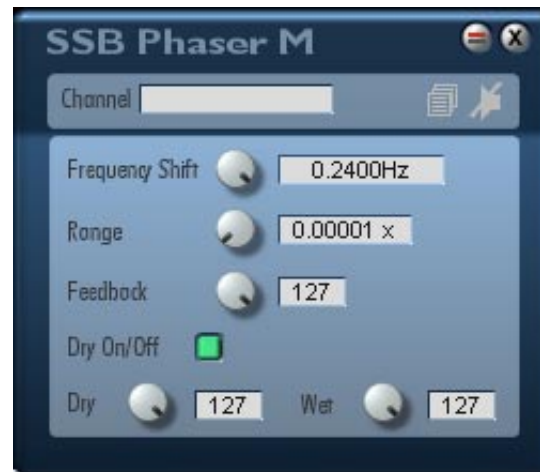 SSB Phaser M
Channel
Frequency Shift 0.2400Hz
Range 0.00001 x
Feedback 127
Dry On/Off
Dry 127 Wet 127